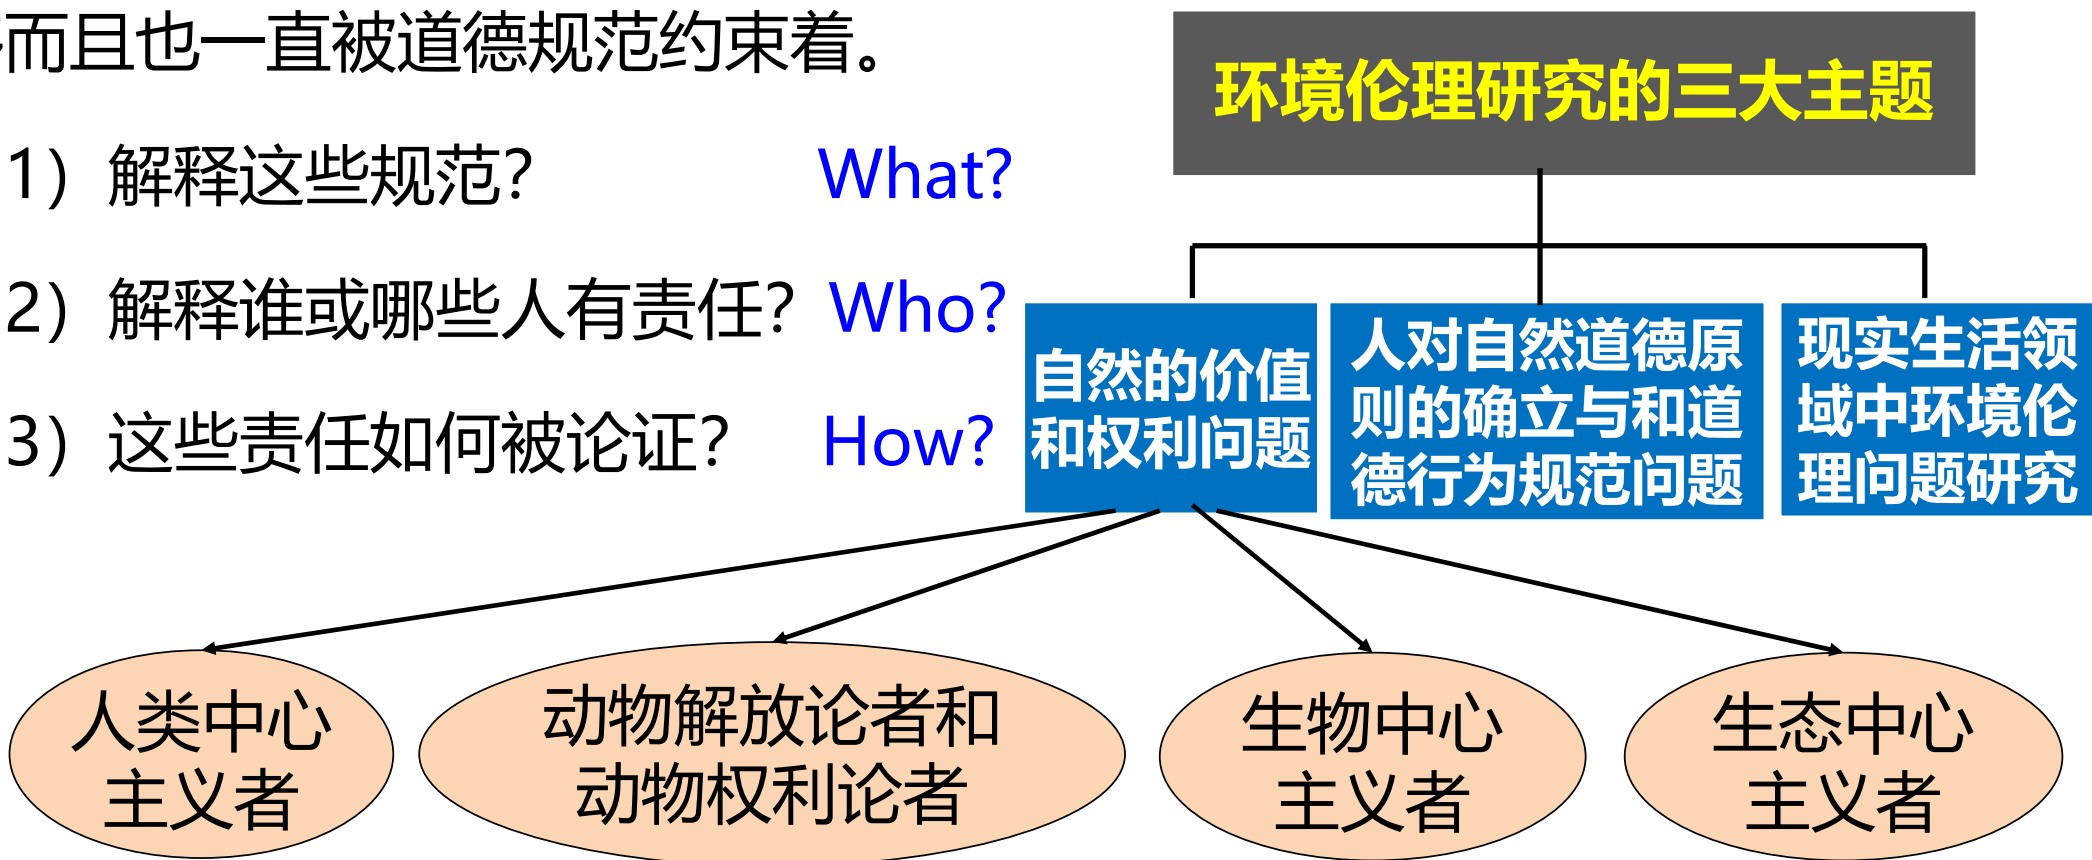 而且也一直被道德规范约束着。
1）解释这些规范？ What?
2）解释谁或哪些人有责任？ Who?
3）这些责任如何被论证？ How?
环境伦理研究的三大主题
自然的价值
和权利问题
人对自然道德原
则的确立与和道
德行为规范问题
现实生活领
域中环境伦
理问题研究
人类中心
主义者
动物解放论者和
动物权利论者
生物中心
主义者
生态中心
主义者